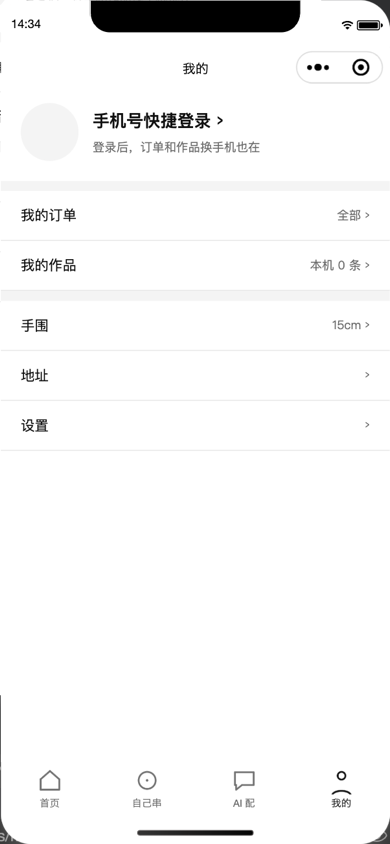 14:34
我的
手机号快捷登录 >
登录后，订单和作品换手机也在
我的订单 全部 >
我的作品 本机 0 条 >
手围 15cm >
地址 >
设置 >
首页 自己串 AI 配 我的